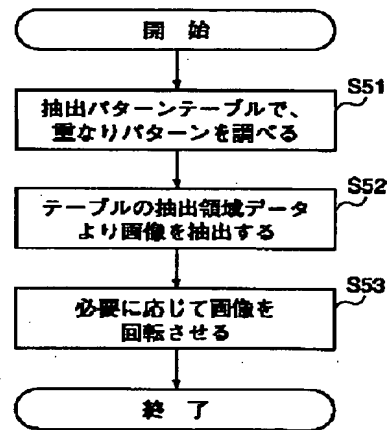 開 始
S51
抽出パターンテーブルで、
重なりパターンを調べる
S52
テーブルの抽出領域データ
より画像を抽出する
S53
必要に応じて画像を
回転させる
終 了